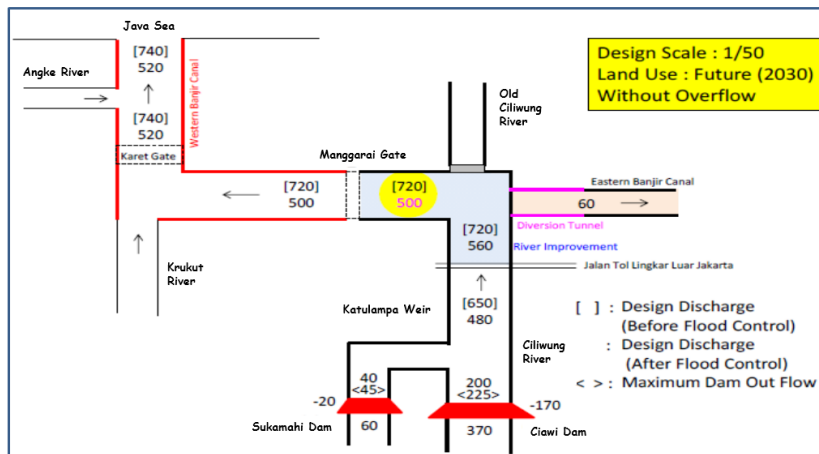 Java Sea
[740]
520
Angke River
Western Banjir Canal
[740]
520
Karet Gate
Design Scale : 1/50
Land Use : Future (2030)
Without Overflow
Old
Ciliwung
River
Manggarai Gate
[720]
500
[720]
500
Eastern Banjir Canal
60
Diversion Tunnel
[720]
560
River Improvement
Jalan Tol Lingkar Luar Jakarta
Krukut
River
Katulampa Weir
[650]
480
[ ] : Design Discharge
(Before Flood Control)
: Design Discharge
(After Flood Control)
< > : Maximum Dam Out Flow
Ciliwung
River
40
<45>
-20
Sukamahi Dam
60
200
<225>
-170
370
Ciawi Dam